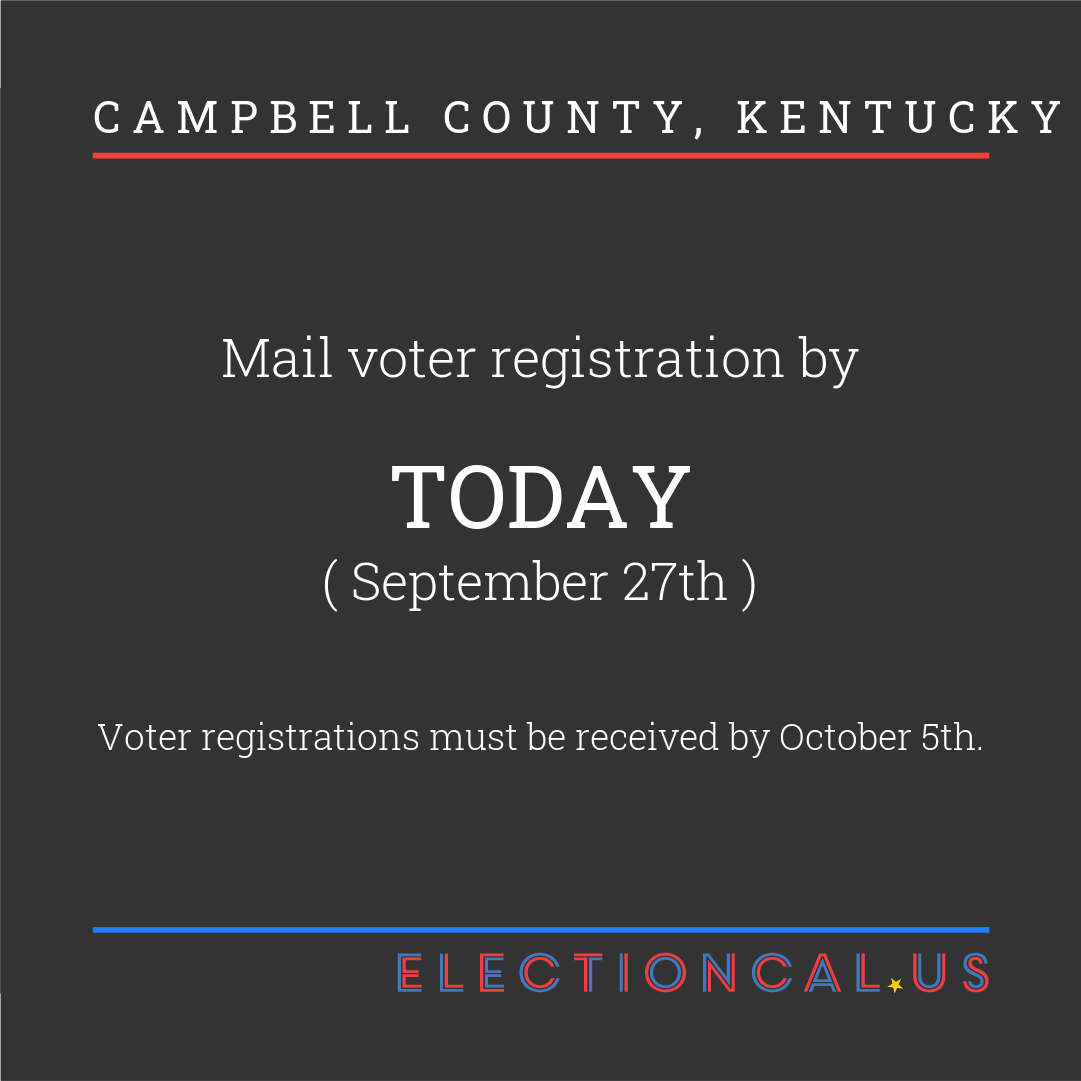 CAMPBELL COUNTY, KENTUCKY
Mail voter registration by
TODAY
( September 27th )
Voter registrations must be received by October 5th.
ELECTIONCAL.US